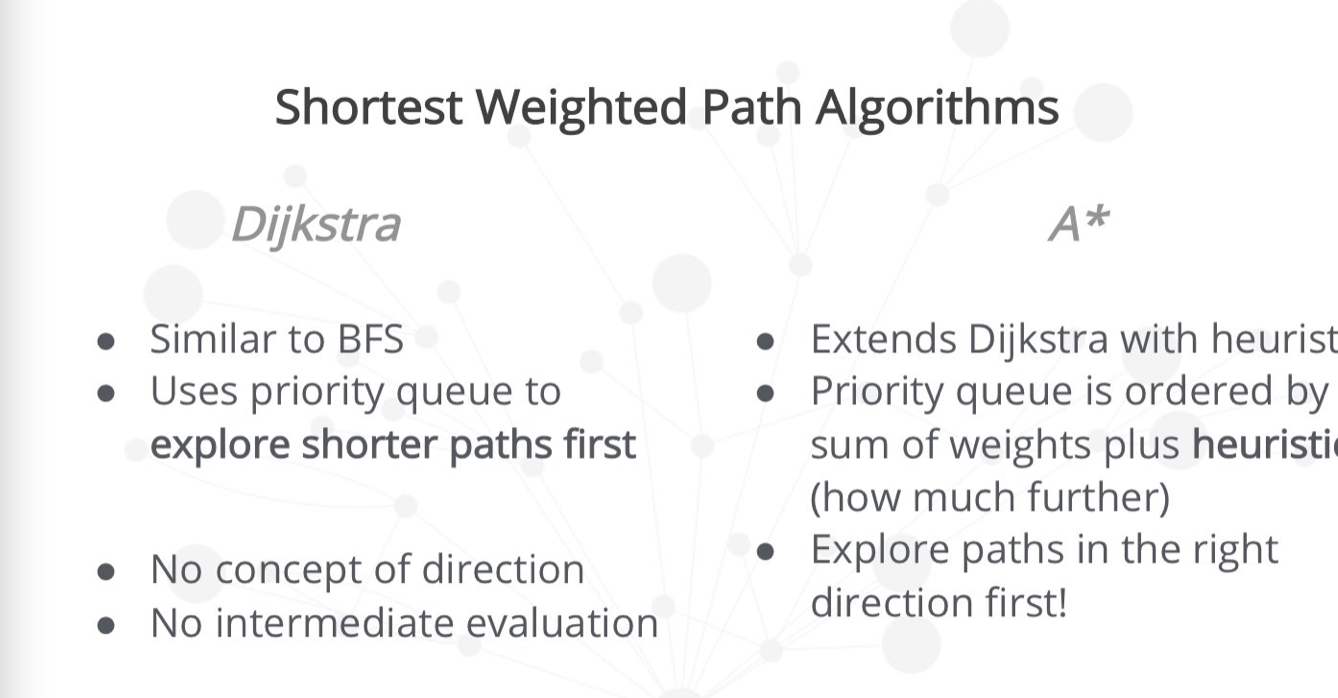 Shortest Weighted Path Algorithms
Dijkstra
● Similar to BFS
● Uses priority queue to
explore shorter paths first
● No concept of direction
● No intermediate evaluation
A*
● Extends Dijkstra with heurist
● Priority queue is ordered by
sum of weights plus heuristi
(how much further)
● Explore paths in the right
direction first!